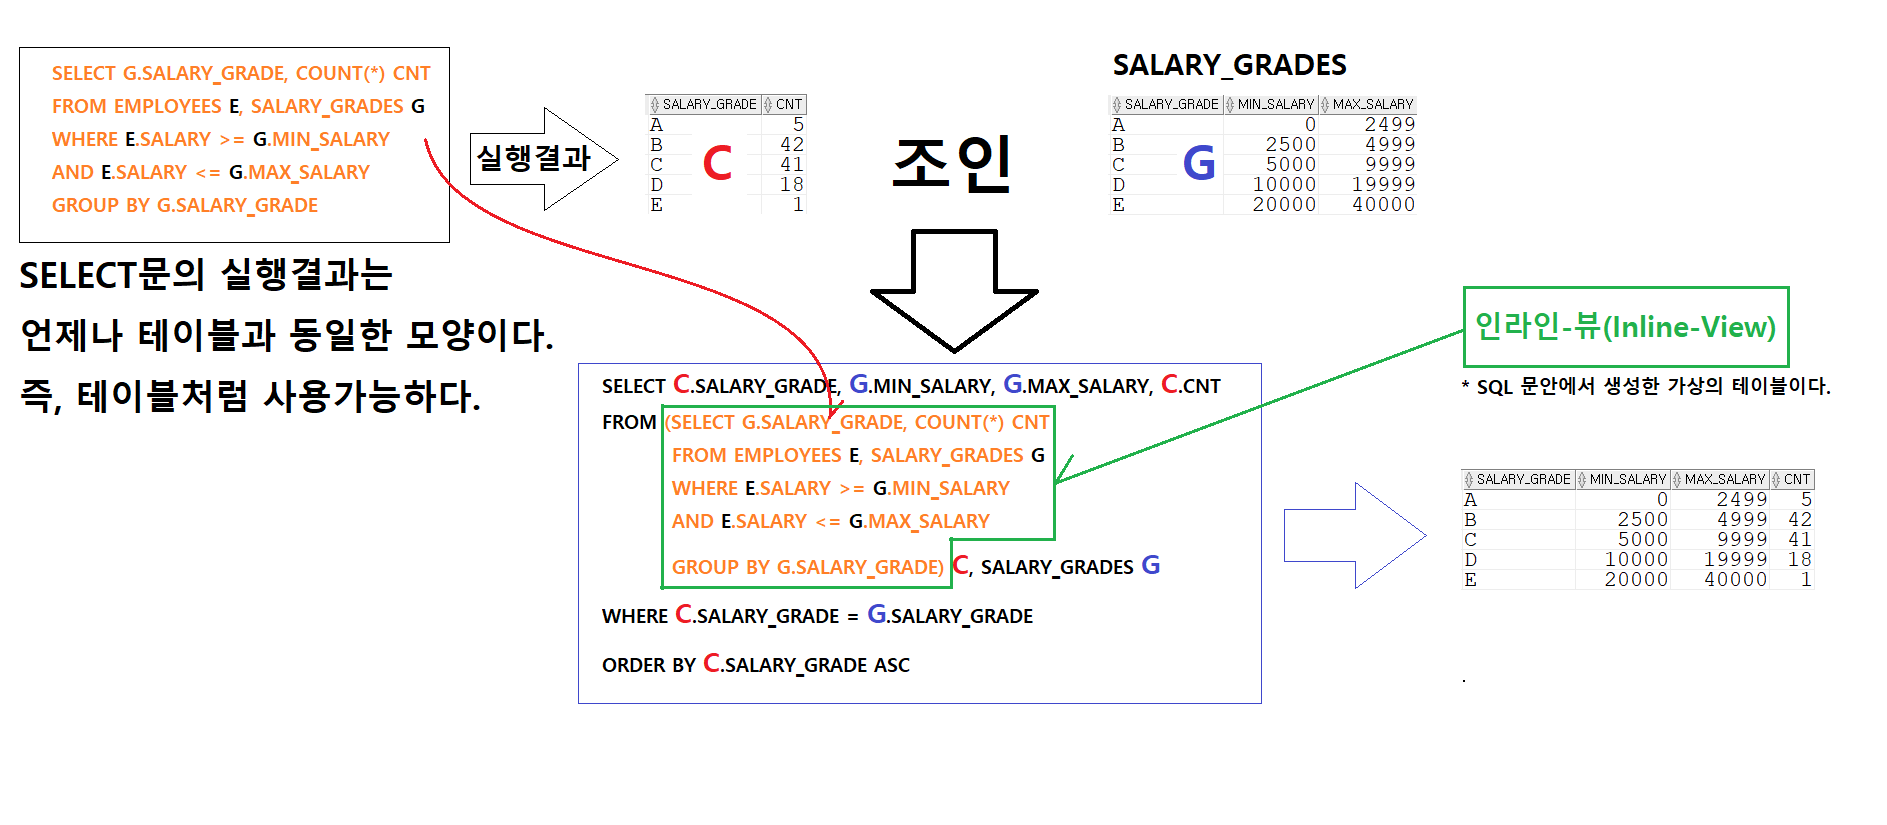 SELECT G.SALARY_GRADE, COUNT(*) CNT
FROM EMPLOYEES E, SALARY_GRADES G
WHERE E.SALARY >= G.MIN_SALARY
AND E.SALARY <= G.MAX_SALARY
GROUP BY G.SALARY_GRADE
실행결과
SALARY_GRADE CNT
A 5
B 42
C 41
D 18
E 1
C
조인
SALARY_GRADES
SALARY_GRADE MIN_SALARY MAX_SALARY
A 0 2499
B 2500 4999
C 5000 9999
D 10000 19999
E 20000 40000
G
SELECT문의 실행결과는
언제나 테이블과 동일한 모양이다.
즉, 테이블처럼 사용가능하다.
인라인-뷰(Inline-View)
* SQL 문안에서 생성한 가상의 테이블이다.
SELECT C.SALARY_GRADE, G.MIN_SALARY, G.MAX_SALARY, C.CNT
FROM (SELECT G.SALARY_GRADE, COUNT(*) CNT
FROM EMPLOYEES E, SALARY_GRADES G
WHERE E.SALARY >= G.MIN_SALARY
AND E.SALARY <= G.MAX_SALARY
GROUP BY G.SALARY_GRADE) C, SALARY_GRADES G
WHERE C.SALARY_GRADE = G.SALARY_GRADE
ORDER BY C.SALARY_GRADE ASC
SALARY_GRADE MIN_SALARY MAX_SALARY CNT
A 0 2499 5
B 2500 4999 42
C 5000 9999 41
D 10000 19999 18
E 20000 40000 1
.